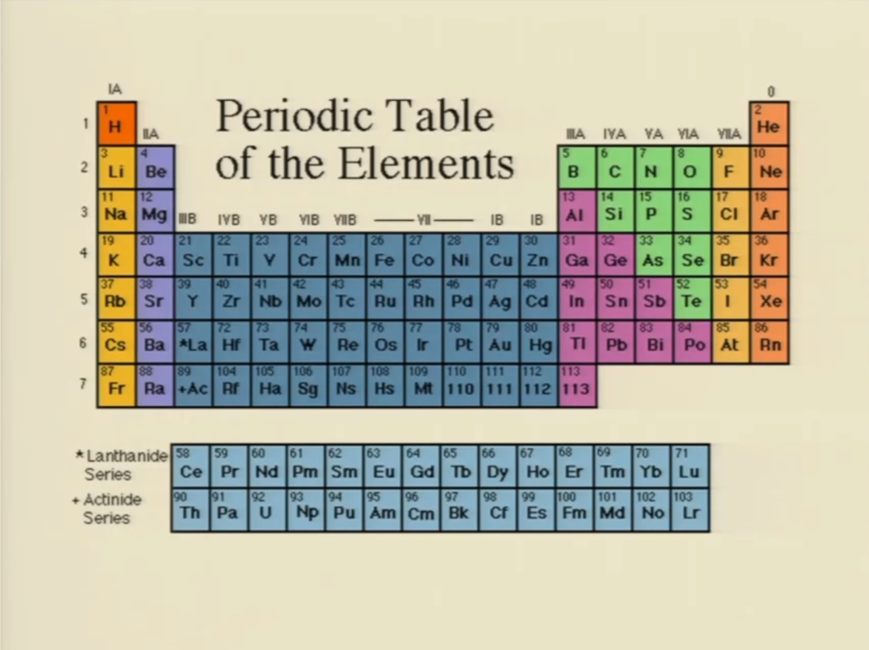 IA 0
1 1 H Periodic Table 2 He
IIA IIIA IVA VA VIA VIIA
2 3 Li 4 Be of the Elements 5 B 6 C 7 N 8 O 9 F 10 Ne
3 11 Na 12 Mg IIIB IVB VB VIB VIIB VII IB IB 13 Al 14 Si 15 P 16 S 17 Cl 18 Ar
4 19 K 20 Ca 21 Sc 22 Ti 23 V 24 Cr 25 Mn 26 Fe 27 Co 28 Ni 29 Cu 30 Zn 31 Ga 32 Ge 33 As 34 Se 35 Br 36 Kr
5 37 Rb 38 Sr 39 Y 40 Zr 41 Nb 42 Mo 43 Tc 44 Ru 45 Rh 46 Pd 47 Ag 48 Cd 49 In 50 Sn 51 Sb 52 Te 53 I 54 Xe
6 55 Cs 56 Ba 57 *La 72 Hf 73 Ta 74 W 75 Re 76 Os 77 Ir 78 Pt 79 Au 80 Hg 81 Tl 82 Pb 83 Bi 84 Po 85 At 86 Rn
7 87 Fr 88 Ra 89 +Ac 104 Rf 105 Ha 106 Sg 107 Ns 108 Hs 109 Mt 110 110 111 111 112 112 113 113
* Lanthanide 58 Ce 59 Pr 60 Nd 61 Pm 62 Sm 63 Eu 64 Gd 65 Tb 66 Dy 67 Ho 68 Er 69 Tm 70 Yb 71 Lu
Series
+ Actinide 90 Th 91 Pa 92 U 93 Np 94 Pu 95 Am 96 Cm 97 Bk 98 Cf 99 Es 100 Fm 101 Md 102 No 103 Lr
Series